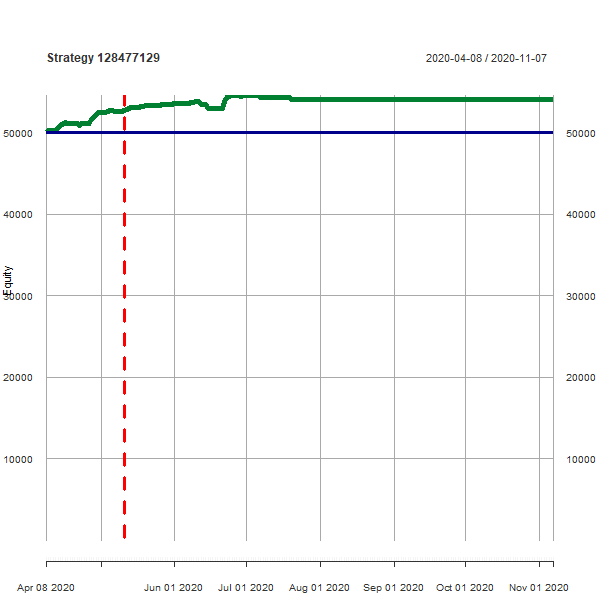 Strategy 128477129
2020-04-08 / 2020-11-07
50000
50000
40000
40000
Equity
30000
30000
20000
20000
10000
10000
Apr 08 2020
Jun 01 2020
Jul 01 2020
Aug 01 2020
Sep 01 2020
Oct 01 2020
Nov 01 2020